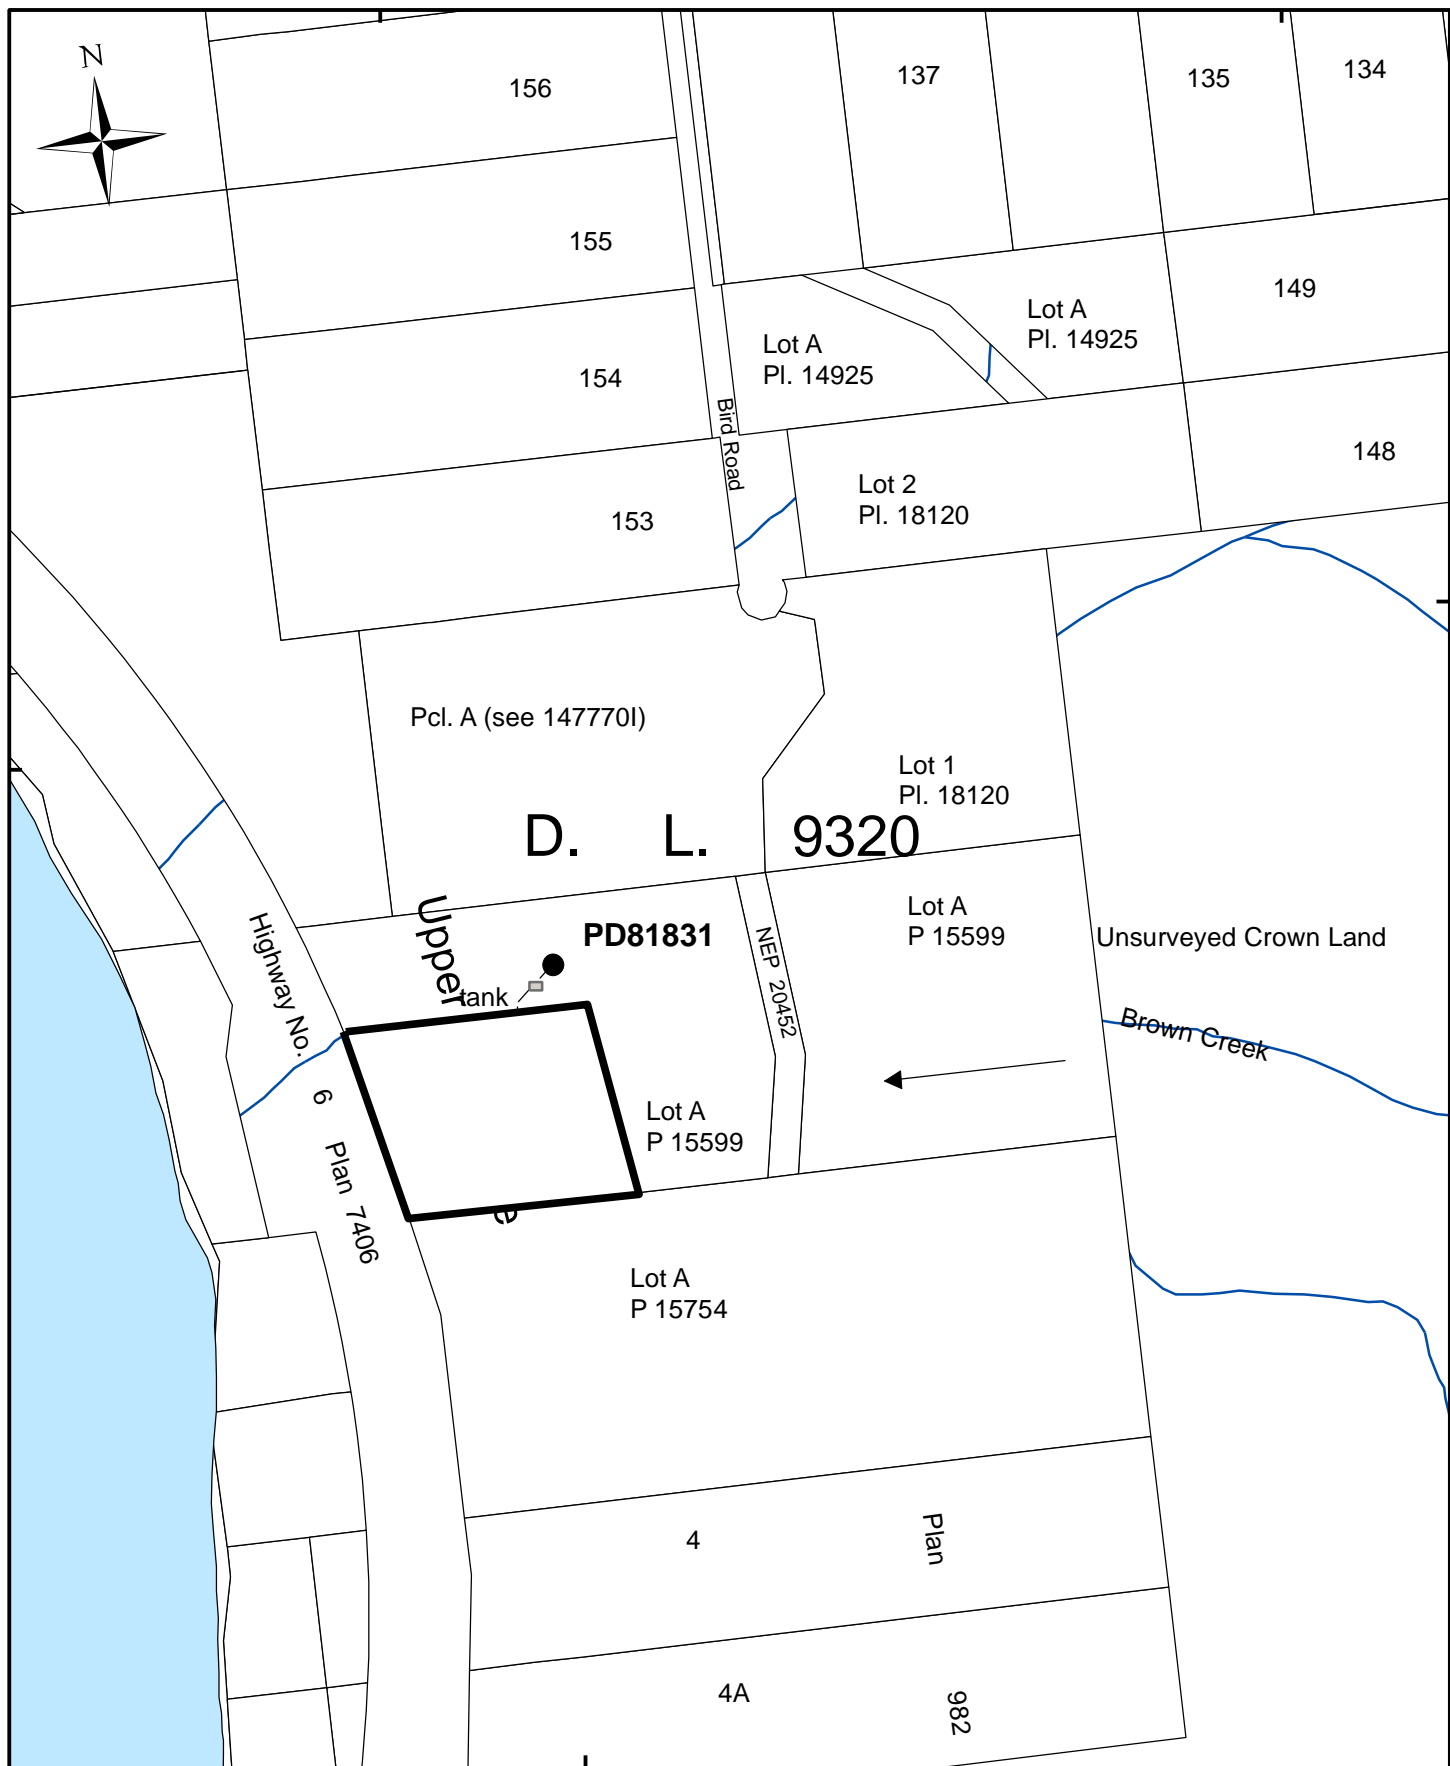 N
156
137
135
134
155
149
Lot A
Pl. 14925
Lot A
Pl. 14925
154
Bird Road
148
Lot 2
Pl. 18120
153
Pcl. A (see 147770I)
Lot 1
Pl. 18120
D. L. 9320
Upper
PD81831
Lot A
P 15599
Highway No. 6 Plan 7406
NEP 20452
Unsurveyed Crown Land
tank
Brown Creek
Lot A
P 15599
Lot A
P 15754
4
Plan
4A
982